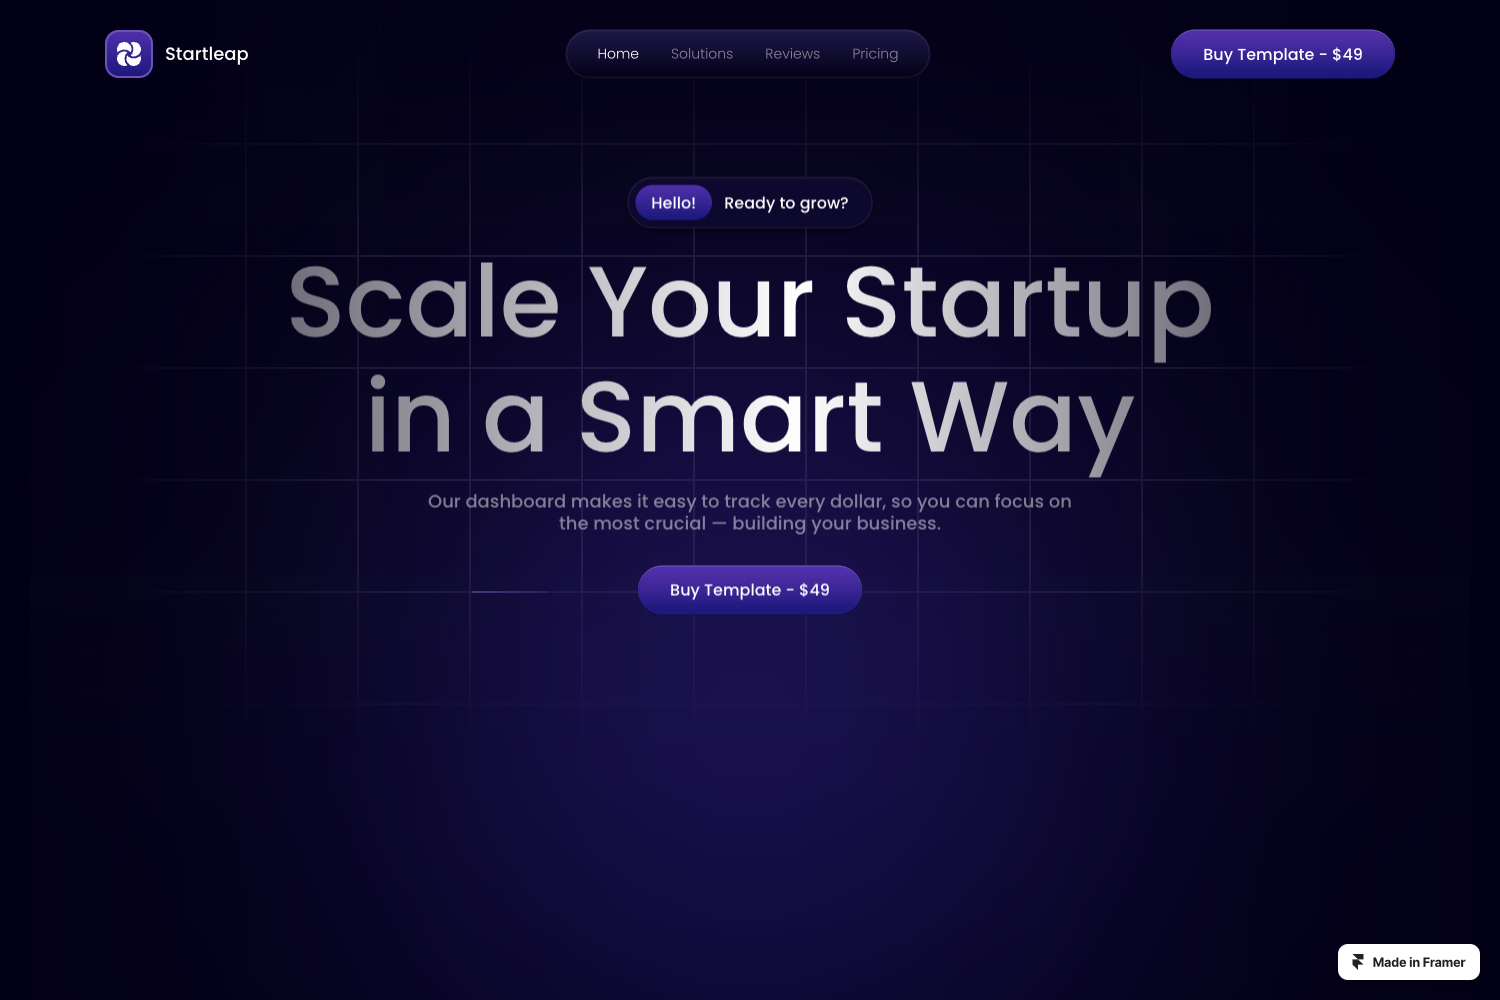 Startleap
Home Solutions Reviews Pricing
Buy Template - $49
Hello! Ready to grow?
Scale Your Startup
in a Smart Way
Our dashboard makes it easy to track every dollar, so you can focus on
the most crucial — building your business.
Buy Template - $49
Made in Framer